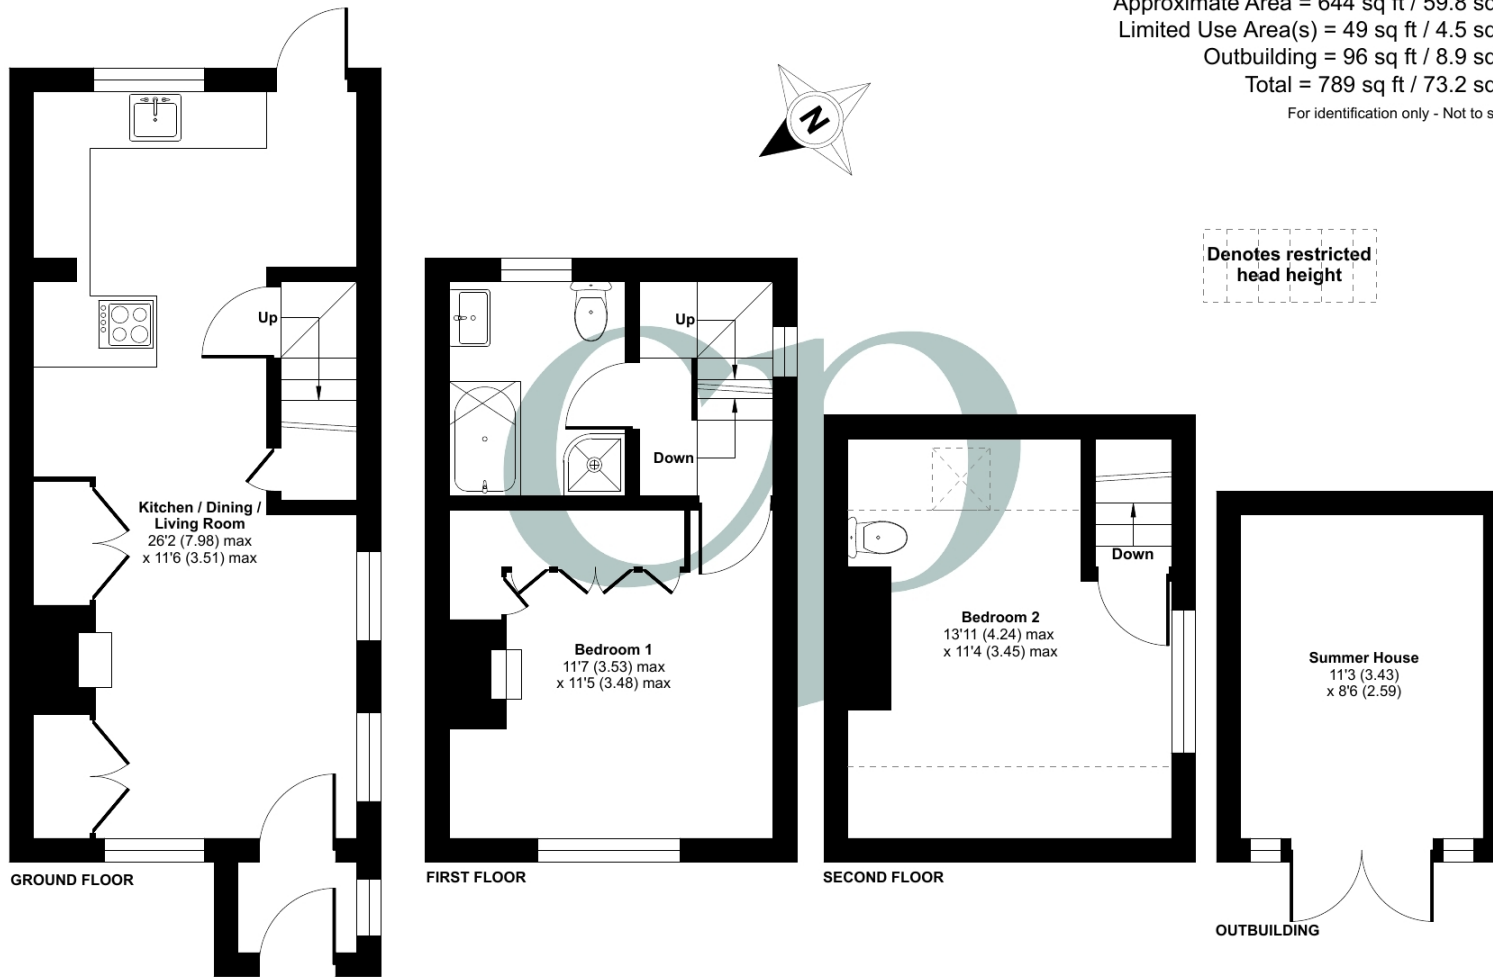 Approximate Area = 644 sq ft / 59.8 sq
Limited Use Area(s) = 49 sq ft / 4.5 sq
Outbuilding = 96 sq ft / 8.9 sq
Total = 789 sq ft / 73.2 sq
For identification only - Not to s
N
Denotes restricted
head height
Up
Kitchen / Dining /
Living Room
26'2 (7.98) max
x 11'6 (3.51) max
GROUND FLOOR
Up
Down
Bedroom 1
11'7 (3.53) max
x 11'5 (3.48) max
FIRST FLOOR
Down
Bedroom 2
13'11 (4.24) max
x 11'4 (3.45) max
SECOND FLOOR
Summer House
11'3 (3.43)
x 8'6 (2.59)
OUTBUILDING
cp